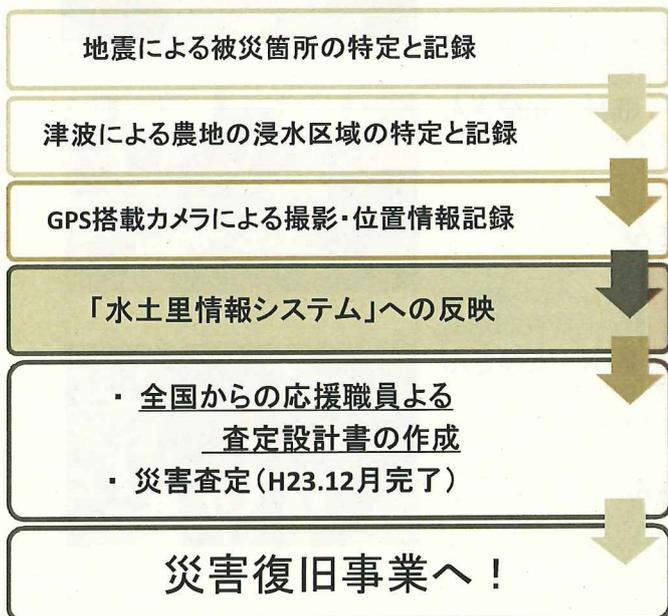 地震による被災箇所の特定と記録
津波による農地の浸水区域の特定と記録
GPS搭載カメラによる撮影・位置情報記録
「水土里情報システム」への反映
・ 全国からの応援職員よる
査定設計書の作成
・ 災害査定（H23.12月完了）
災害復旧事業へ！